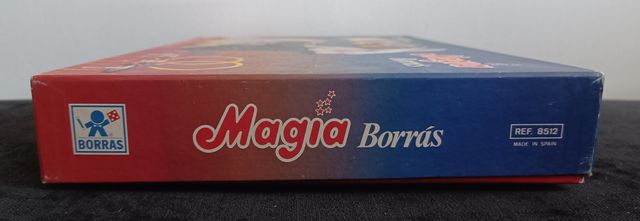 BORRAS
Magia Borrás
REF. 8512
MADE IN SPAIN